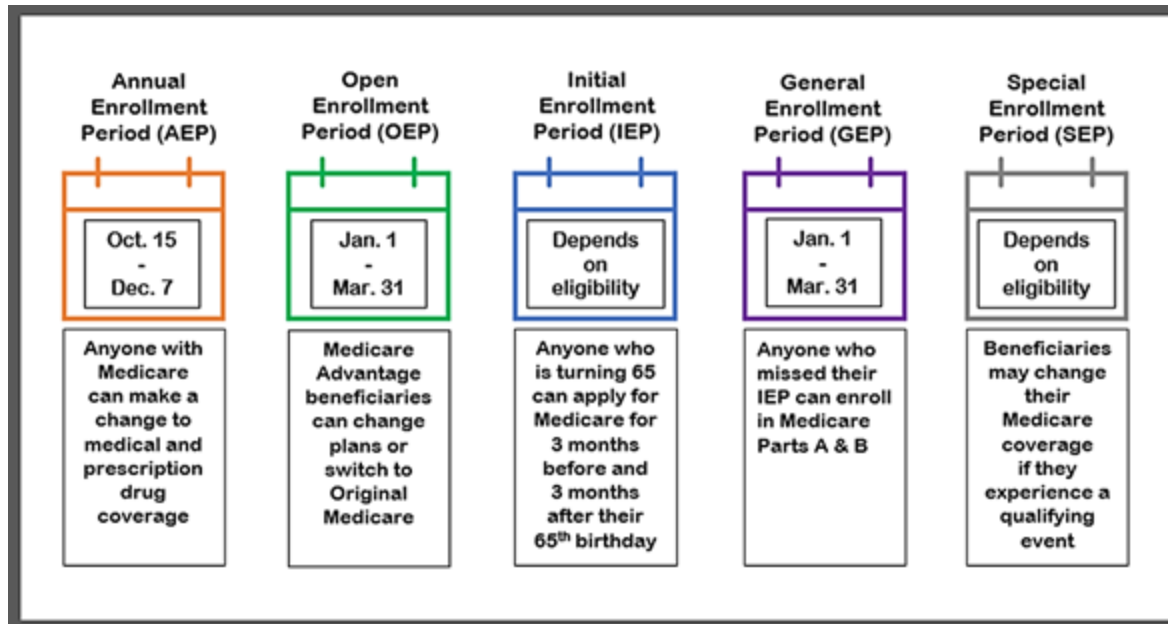 Annual
Enrollment
Period (AEP)
Oct. 15
-
Dec. 7
Anyone with
Medicare
can make a
change to
medical and
prescription
drug
coverage
Open
Enrollment
Period (OEP)
Jan. 1
-
Mar. 31
Medicare
Advantage
beneficiaries
can change
plans or
switch to
Original
Medicare
Initial
Enrollment
Period (IEP)
Depends
on
eligibility
Anyone who
is turning 65
can apply for
Medicare for
3 months
before and
3 months
after their
65th birthday
General
Enrollment
Period (GEP)
Jan. 1
-
Mar. 31
Anyone who
missed their
IEP can enroll
in Medicare
Parts A & B
Special
Enrollment
Period (SEP)
Depends
on
eligibility
Beneficiaries
may change
their
Medicare
coverage
if they
experience a
qualifying
event